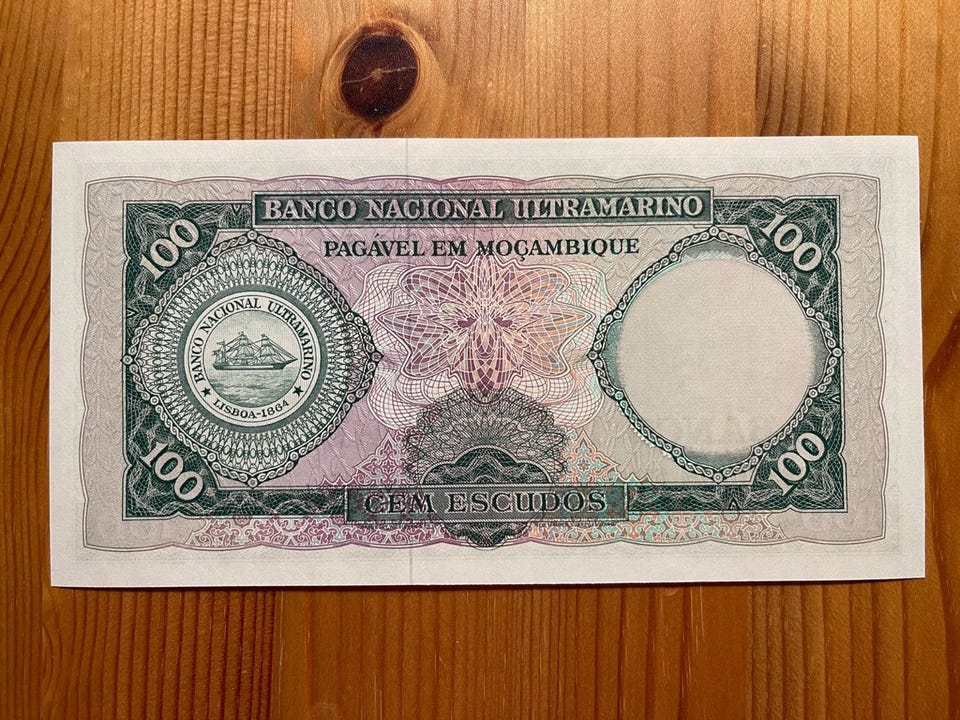 BANCO NACIONAL ULTRAMARINO
PAGÁVEL EM MOÇAMBIQUE
100
100
BANCO NACIONAL ULTRAMARINO
LISBOA-1864
100
100
CEM ESCUDOS